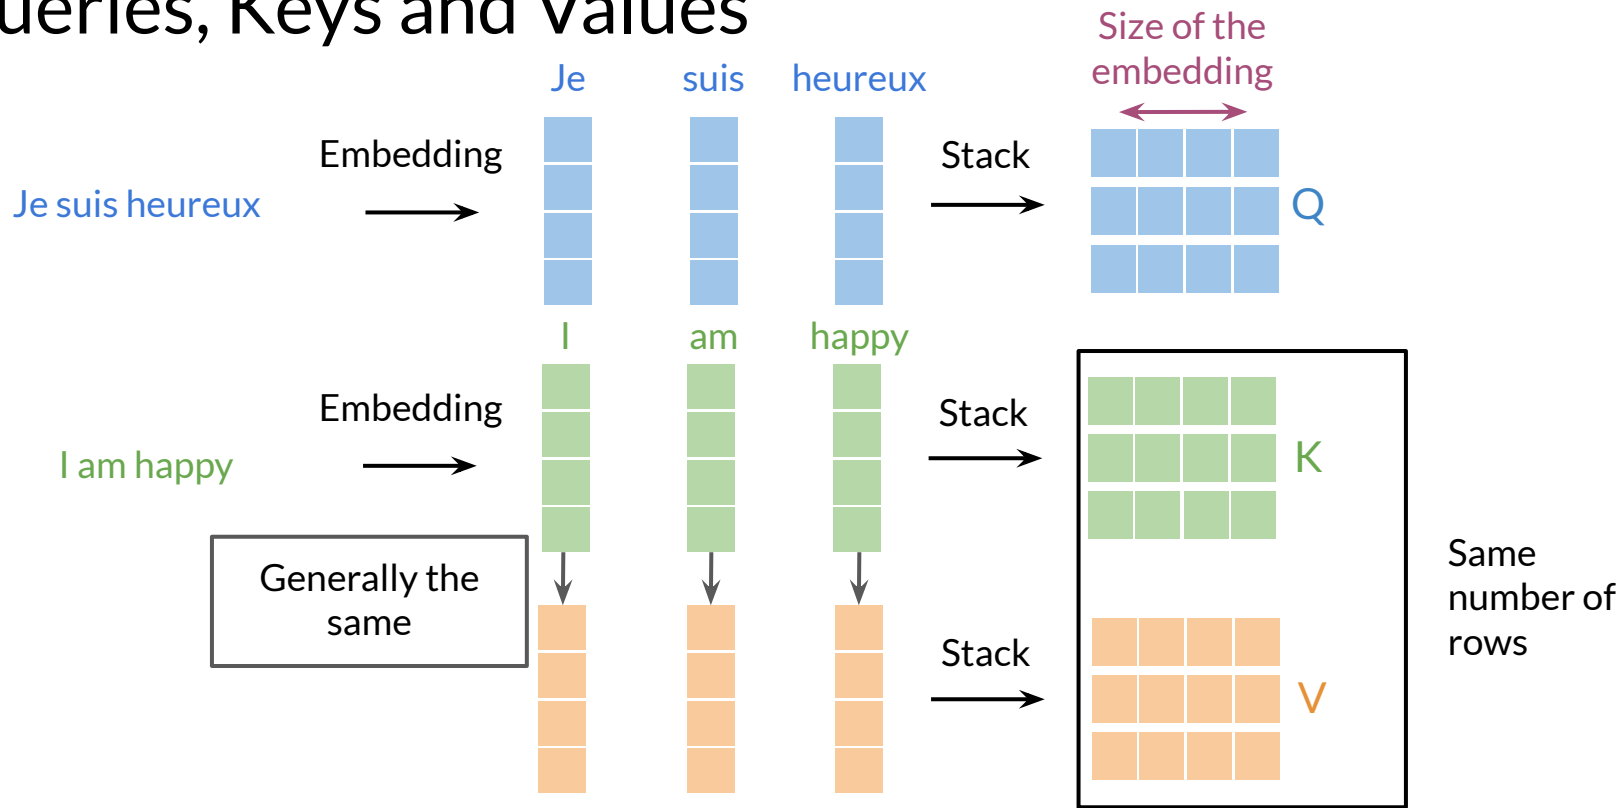 ueries, Keys and Values
Size of the
embedding
Je suis heureux
Embedding
Stack
Je suis heureux
Q
I am happy
Embedding
Stack
I am happy
K
Generally the
same
Same
number of
rows
Stack
V